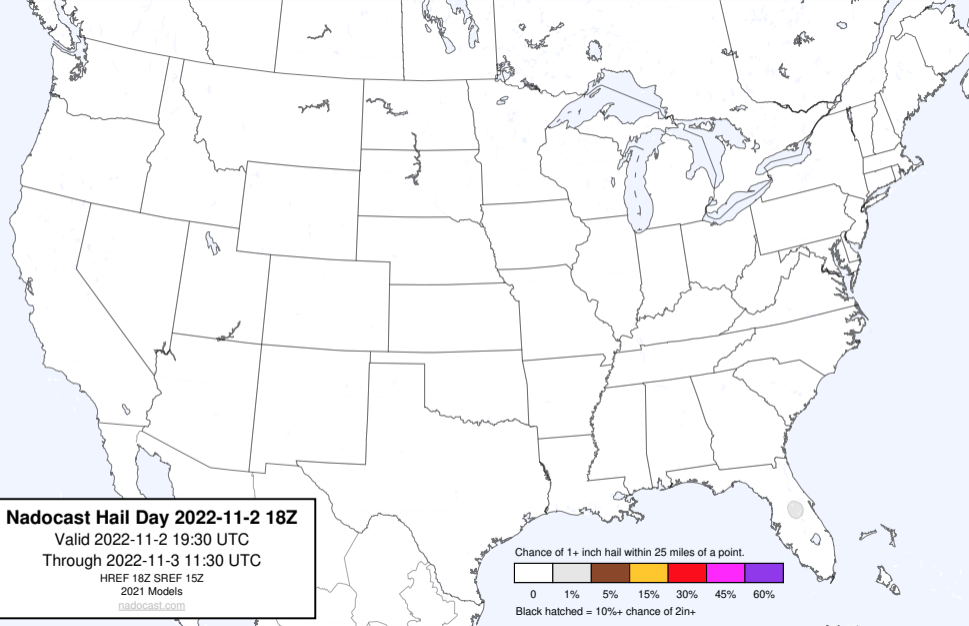 Nadocast Hail Day 2022-11-2 18Z
Valid 2022-11-2 19:30 UTC
Through 2022-11-3 11:30 UTC
HREF 18Z SREF 15Z
2021 Models
nadocast.com
Chance of 1+ inch hail within 25 miles of a point.
0 1% 5% 15% 30% 45% 60%
Black hatched = 10%+ chance of 2in+